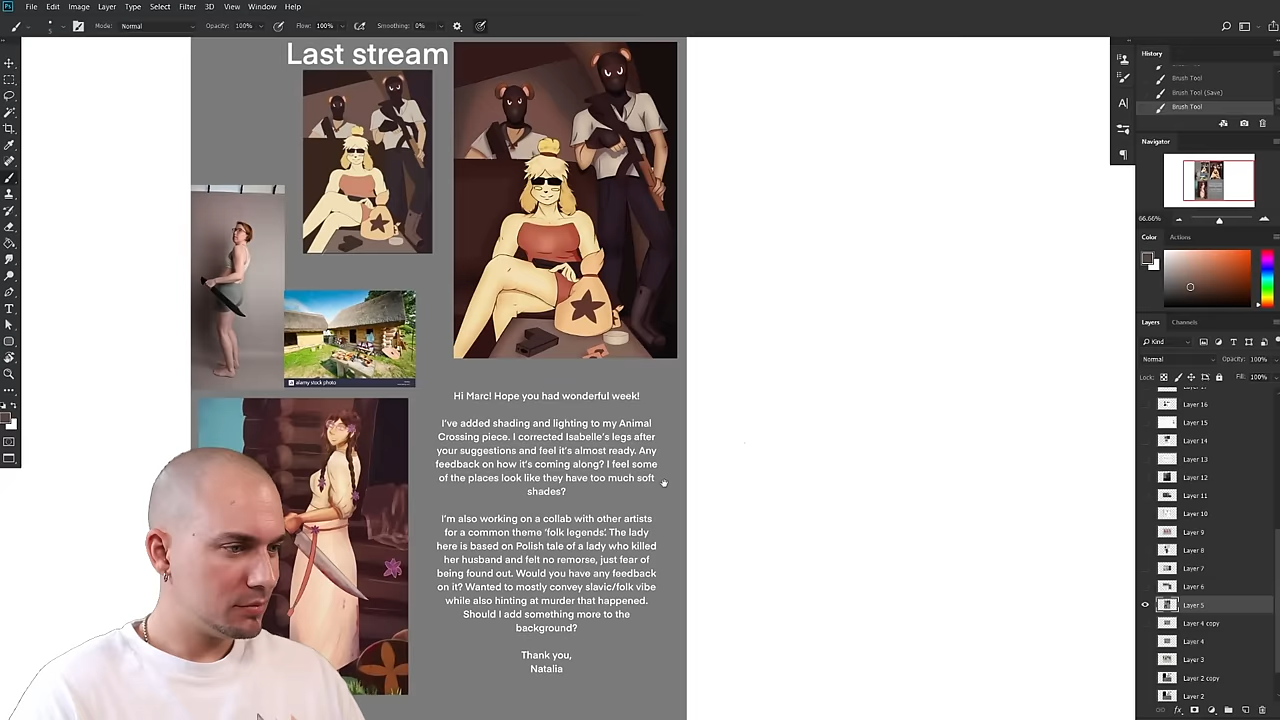 File Edit Image Layer Type Select Filter 3D View Window Help
Mode: Normal Opacity: 100% Flow: 100% Smoothing: 0%
Last stream
alamy stock photo
Hi Marc! Hope you had wonderful week!
I've added shading and lighting to my Animal
Crossing piece. I corrected Isabelle's legs after
your suggestions and feel it's almost ready. Any
feedback on how it's coming along? I feel some
of the places look like they have too much soft
shades?
I'm also working on a collab with other artists
for a common theme 'folk legends'. The lady
here is based on Polish tale of a lady who killed
her husband and felt no remorse, just fear of
being found out. Would you have any feedback
on it? Wanted to mostly convey slavic/folk vibe
while also hinting at murder that happened.
Should I add something more to the
background?
Thank you,
Natalia
History
Brush Tool
Brush Tool (Save)
Brush Tool
Navigator
66.66%
Color Actions
Layers Channels
Kind
Normal Opacity: 100%
Lock: Fill: 100%
Layer 16
Layer 15
Layer 14
Layer 13
Layer 12
Layer 11
Layer 10
Layer 9
Layer 8
Layer 7
Layer 6
Layer 5
Layer 4 copy
Layer 4
Layer 3
Layer 2 copy
Layer 2